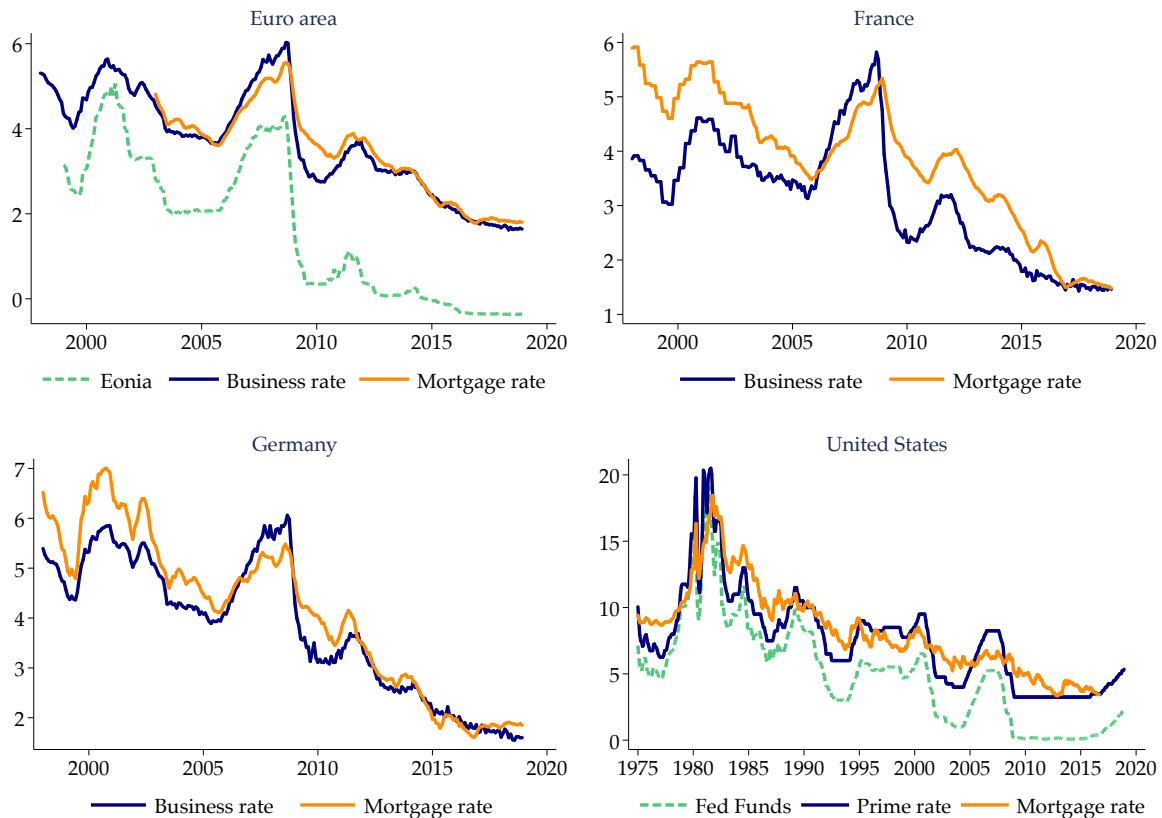 Euro area
6
4
2
0
2000 2005 2010 2015 2020
Eonia Business rate Mortgage rate
France
6
5
4
3
2
1
2000 2005 2010 2015 2020
Business rate Mortgage rate
Germany
7
6
5
4
3
2
2000 2005 2010 2015 2020
Business rate Mortgage rate
United States
20
15
10
5
0
1975 1980 1985 1990 1995 2000 2005 2010 2015 2020
Fed Funds Prime rate Mortgage rate